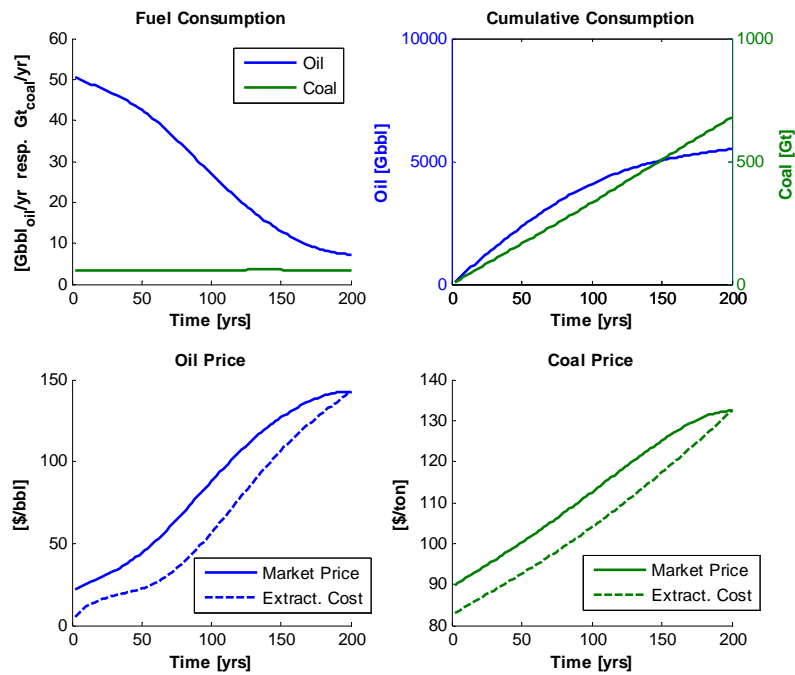 Fuel Consumption
[Gbbl_oil/yr resp. Gt_coal/yr]
60
50
40
30
20
10
0
Oil
Coal
0 50 100 150 200
Time [yrs]
Cumulative Consumption
Oil [Gbbl]
10000
5000
0
Coal [Gt]
1000
500
0
0 50 100 150 200
Time [yrs]
Oil Price
[$/bbl]
150
100
50
0
Market Price
Extract. Cost
0 50 100 150 200
Time [yrs]
Coal Price
[$/ton]
140
130
120
110
100
90
80
Market Price
Extract. Cost
0 50 100 150 200
Time [yrs]